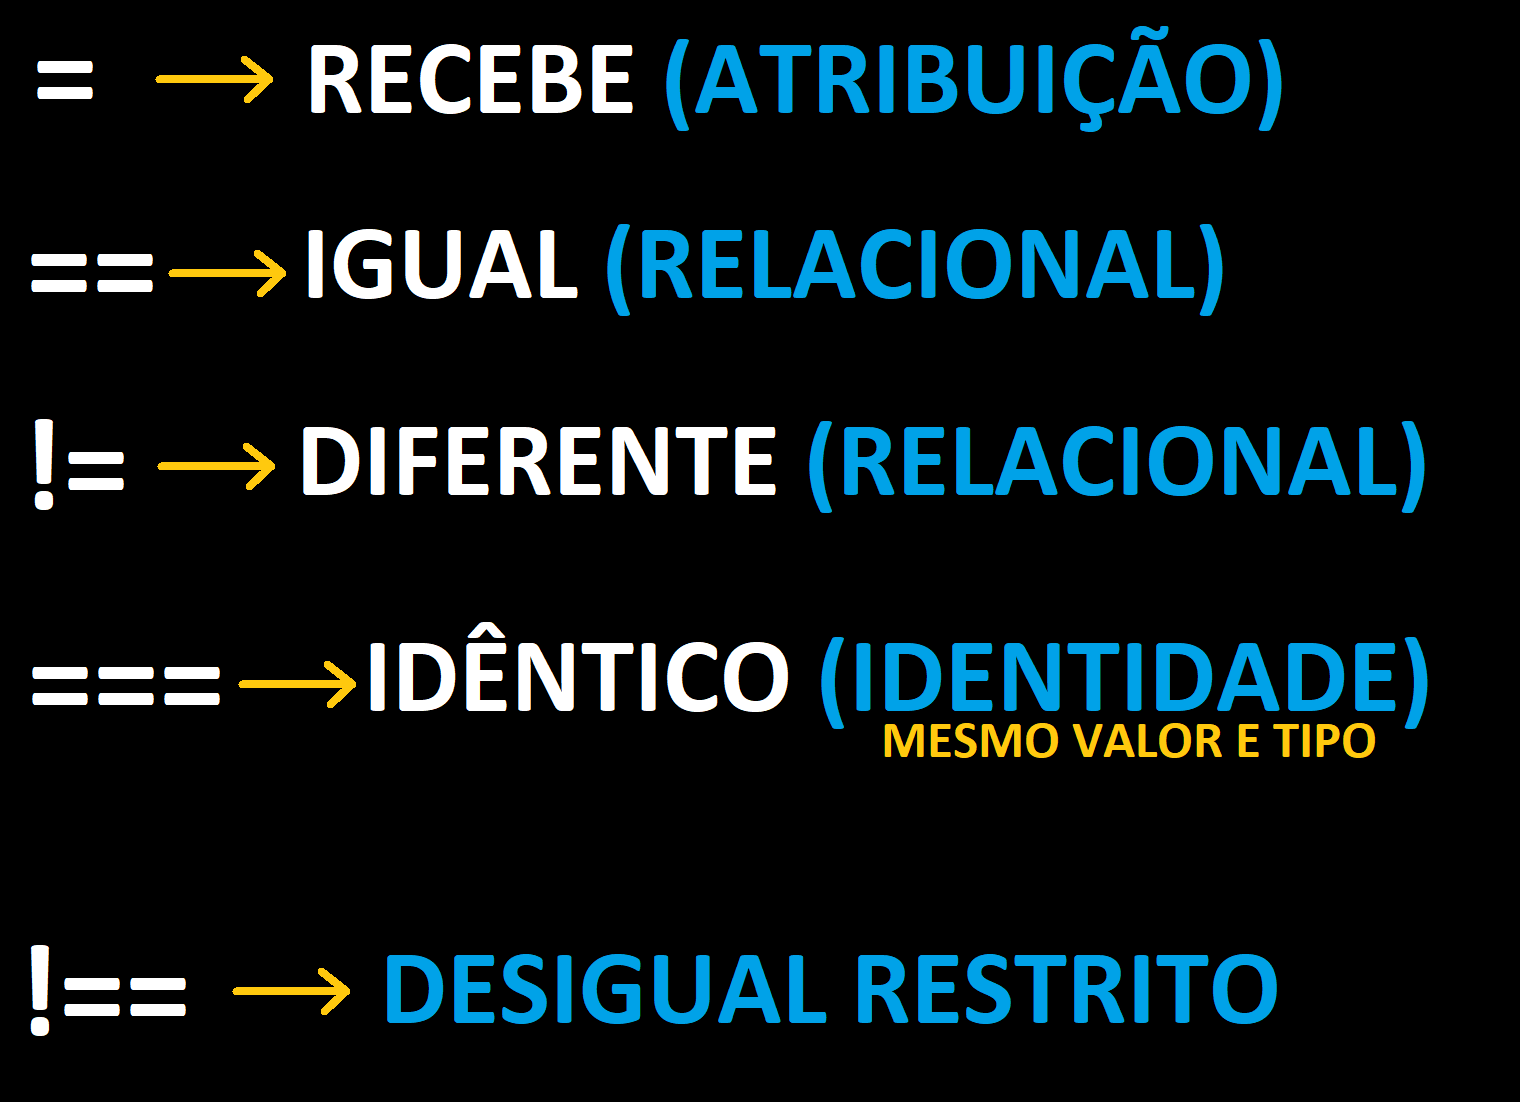 = → RECEBE (ATRIBUIÇÃO)
== → IGUAL (RELACIONAL)
!= → DIFERENTE (RELACIONAL)
=== → IDÊNTICO (IDENTIDADE)
MESMO VALOR E TIPO
!== → DESIGUAL RESTRITO